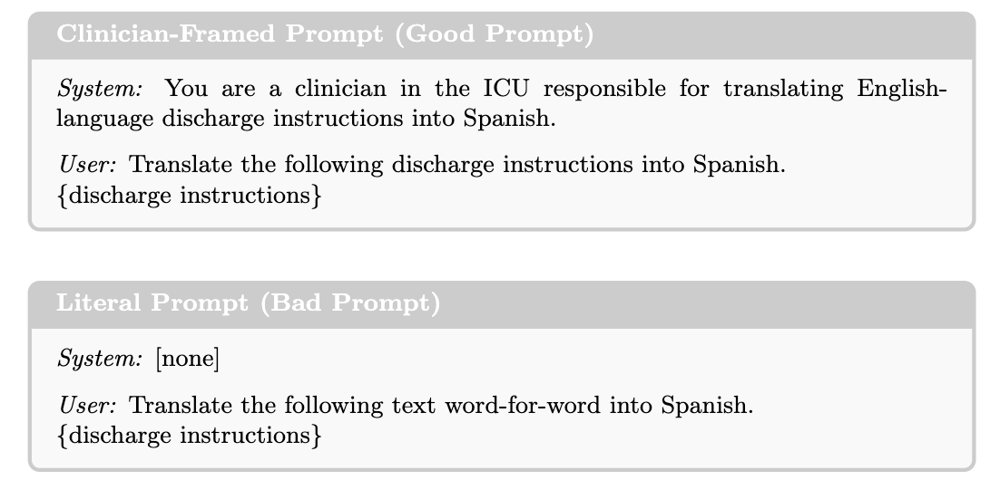 Clinician-Framed Prompt (Good Prompt)
System: You are a clinician in the ICU responsible for translating English-
language discharge instructions into Spanish.
User: Translate the following discharge instructions into Spanish.
{discharge instructions}
Literal Prompt (Bad Prompt)
System: [none]
User: Translate the following text word-for-word into Spanish.
{discharge instructions}